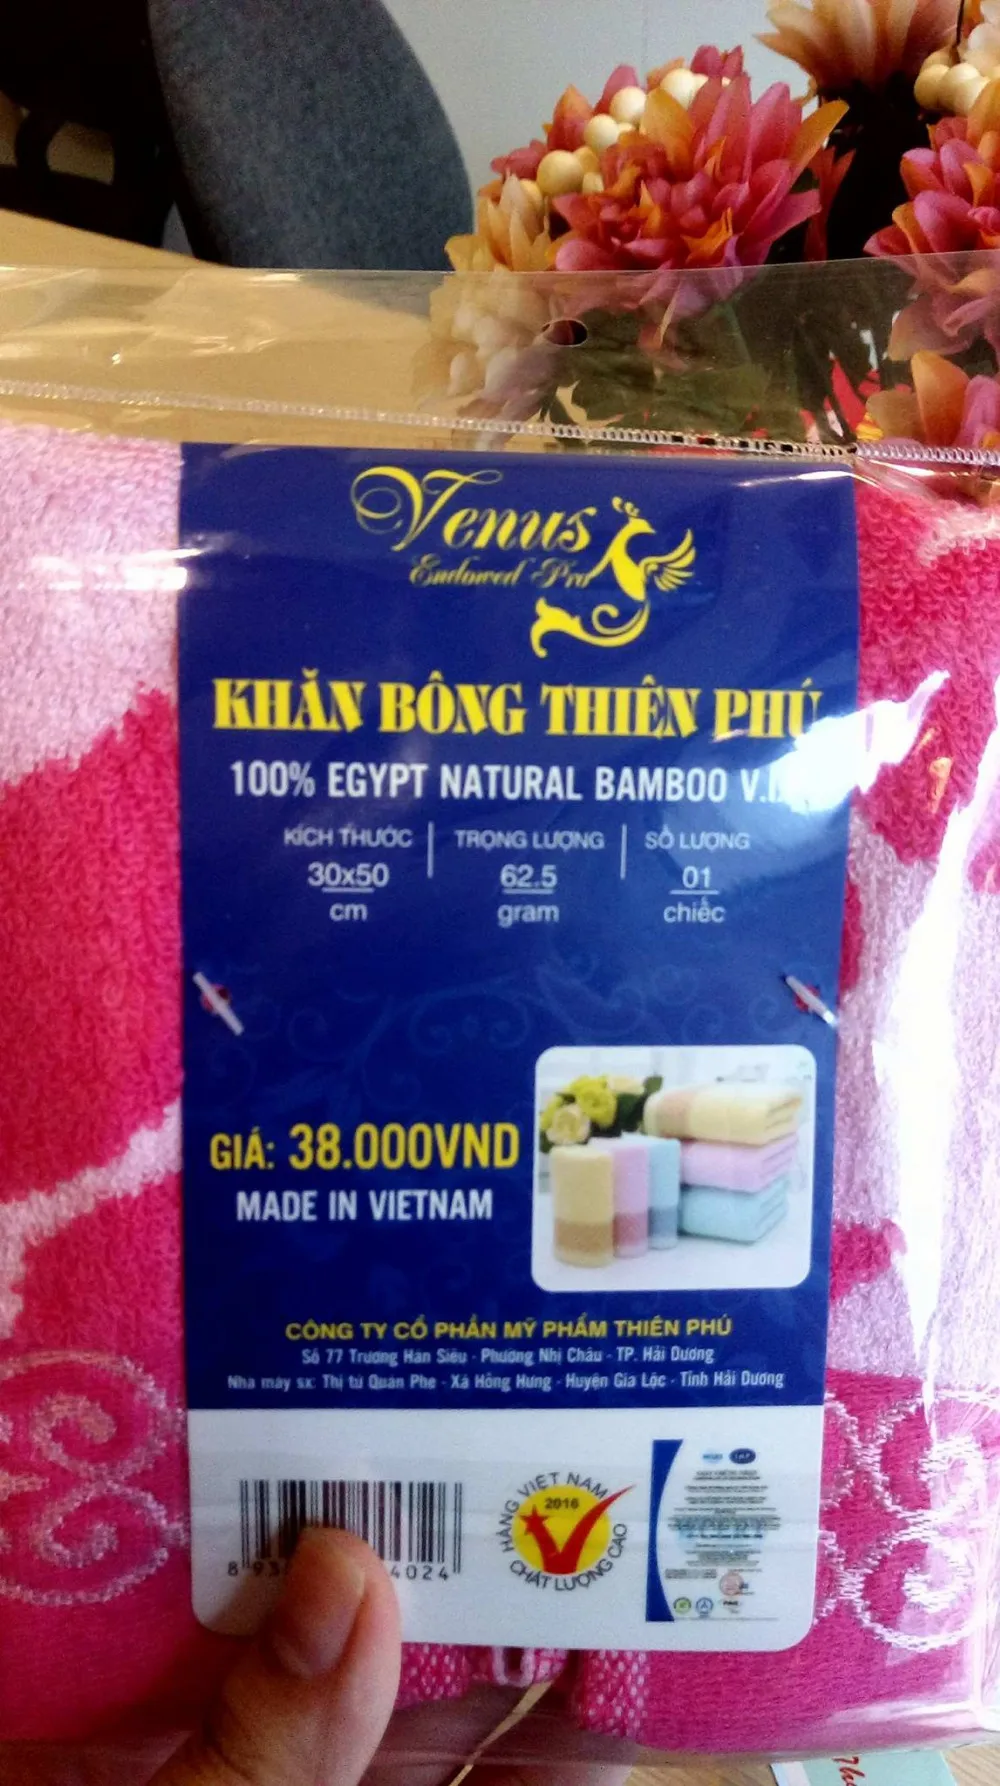 Venus
Endowed Pro
KHĂN BÔNG THIÊN PHÚ
100% EGYPT NATURAL BAMBOO
KÍCH THƯỚC TRỌNG LƯỢNG SỐ LƯỢNG
30x50 62.5 01
cm gram chiếc
GIÁ: 38.000VND
MADE IN VIETNAM
CÔNG TY CỔ PHẦN MỸ PHẨM THIÊN PHÚ
Số 77 Trương Hán Siêu - Phường Nhị Châu - TP. Hải Dương
Nhà máy sx: Thị tứ Quán Phe - Xã Hồng Hưng - Huyện Gia Lộc - Tỉnh Hải Dương
HÀNG VIỆT NAM
2016
CHẤT LƯỢNG CAO
8 93 4024